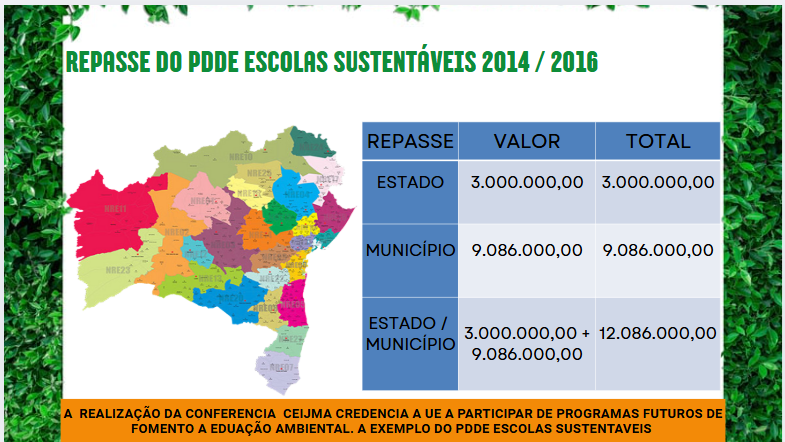 REPASSE DO PDDE ESCOLAS SUSTENTÁVEIS 2014 / 2016
REPASSE VALOR TOTAL
ESTADO 3.000.000,00 3.000.000,00
MUNICÍPIO 9.086.000,00 9.086.000,00
ESTADO / MUNICÍPIO 3.000.000,00 + 9.086.000,00 12.086.000,00
NRE10
NRE11
NRE23
A  REALIZAÇÃO DA CONFERENCIA  CEIJMA CREDENCIA A UE A PARTICIPAR DE PROGRAMAS FUTUROS DE
FOMENTO A EDUAÇÃO AMBIENTAL. A EXEMPLO DO PDDE ESCOLAS SUSTENTAVEIS